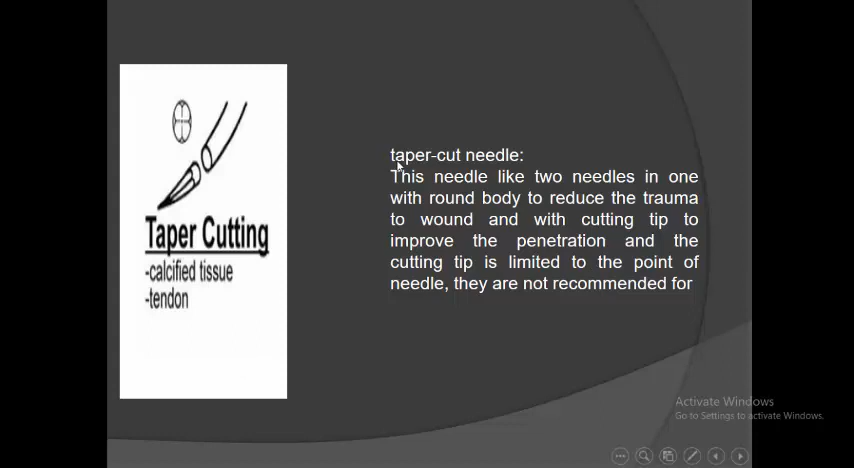 Taper Cutting
-calcified tissue
-tendon
taper-cut needle:
This needle like two needles in one
with round body to reduce the trauma
to wound and with cutting tip to
improve the penetration and the
cutting tip is limited to the point of
needle, they are not recommended for
Activate Windows
Go to Settings to activate Windows.